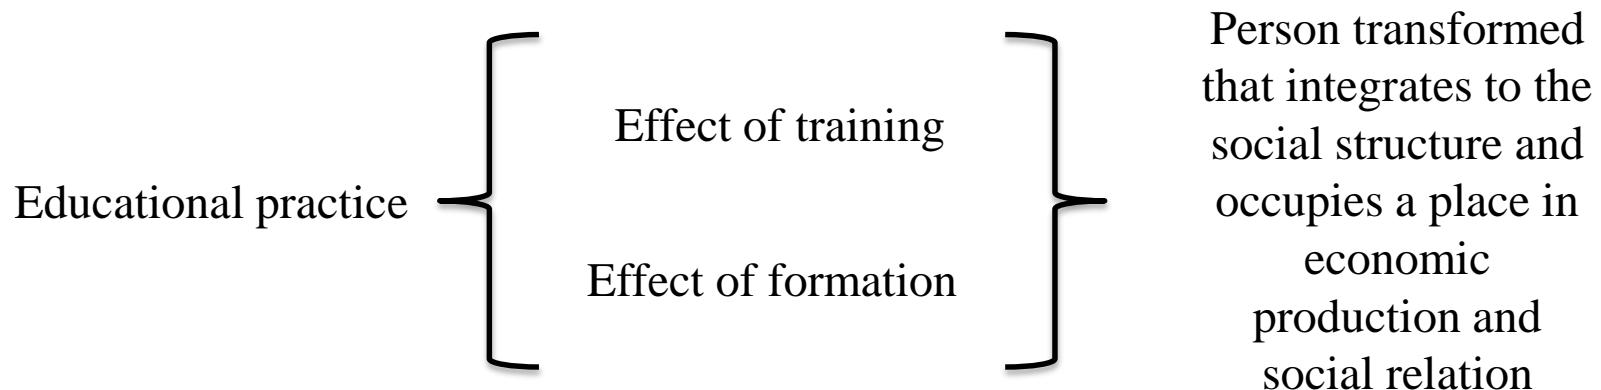 Educational practice
Effect of training
Effect of formation
Person transformed
that integrates to the
social structure and
occupies a place in
economic
production and
social relation